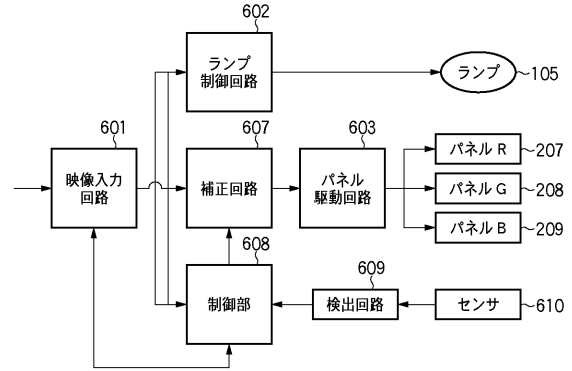 602
ランプ
制御回路
ランプ
105
601
映像入力
回路
607
補正回路
603
パネル
駆動回路
パネル R
207
パネル G
208
パネル B
209
608
制御部
609
検出回路
センサ
610